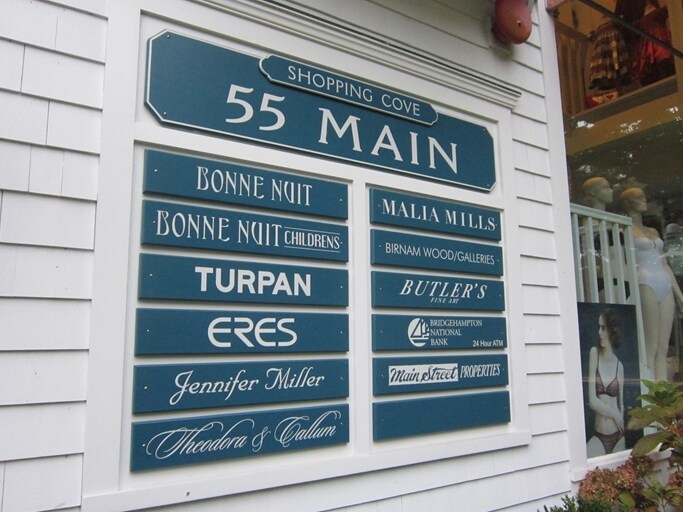 SHOPPING COVE
55 MAIN
BONNE NUIT
BONNE NUIT CHILDRENS
TURPAN
ERES
Jennifer Miller
Theodora & Callum
MALIA MILLS
BIRNAM WOOD/GALLERIES
BUTLER'S
FINE ART
BRIDGEHAMPTON
NATIONAL
BANK
24 Hour ATM
Main Street PROPERTIES